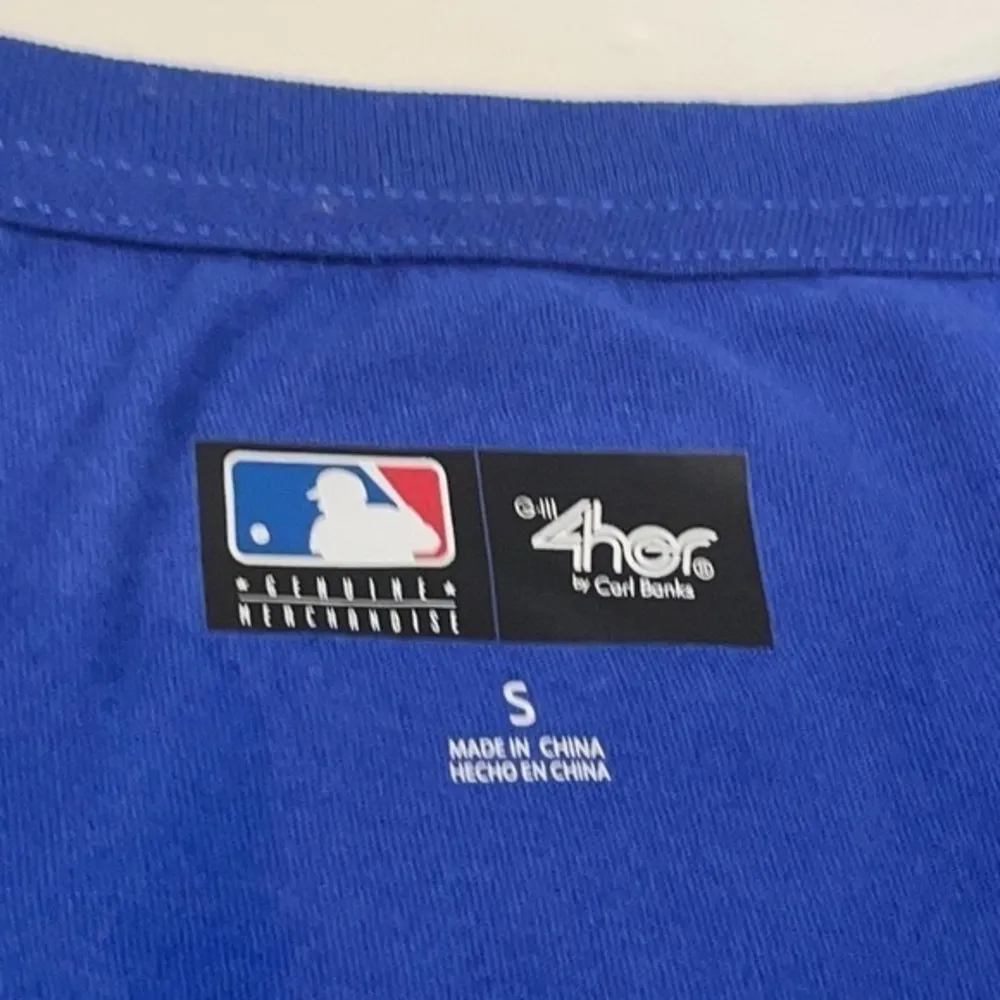 GENUINE
MERCHANDISE
G-III
4her
by Carl Banks
S
MADE IN CHINA
HECHO EN CHINA